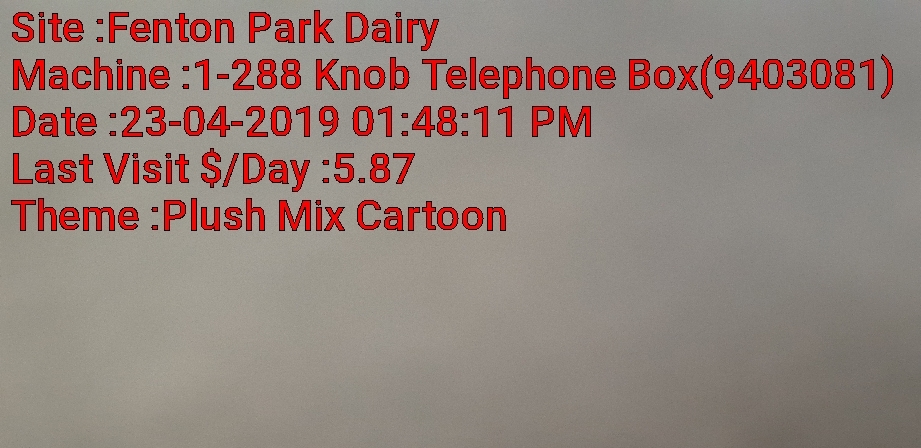 Site :Fenton Park Dairy
Machine :1-288 Knob Telephone Box(9403081)
Date :23-04-2019 01:48:11 PM
Last Visit $/Day :5.87
Theme :Plush Mix Cartoon